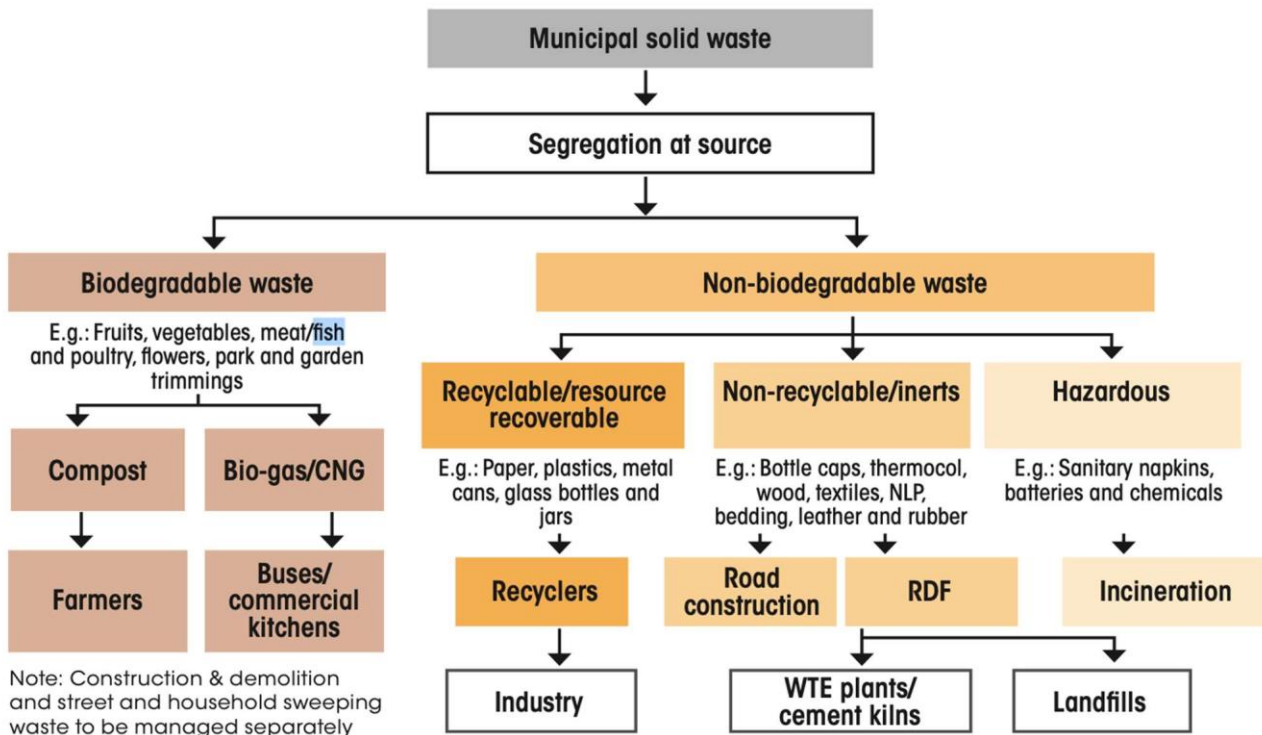 Municipal solid waste
Segregation at source
Biodegradable waste
E.g.: Fruits, vegetables, meat/fish
and poultry, flowers, park and garden
trimmings
Compost
Bio-gas/CNG
Farmers
Buses/
commercial
kitchens
Note: Construction & demolition
and street and household sweeping
waste to be managed separately
Non-biodegradable waste
Recyclable/resource
recoverable
E.g.: Paper, plastics, metal
cans, glass bottles and
jars
Recyclers
Industry
Non-recyclable/inerts
E.g.: Bottle caps, thermocol,
wood, textiles, NLP,
bedding, leather and rubber
Road
construction
RDF
WTE plants/
cement kilns
Landfills
Hazardous
E.g.: Sanitary napkins,
batteries and chemicals
Incineration